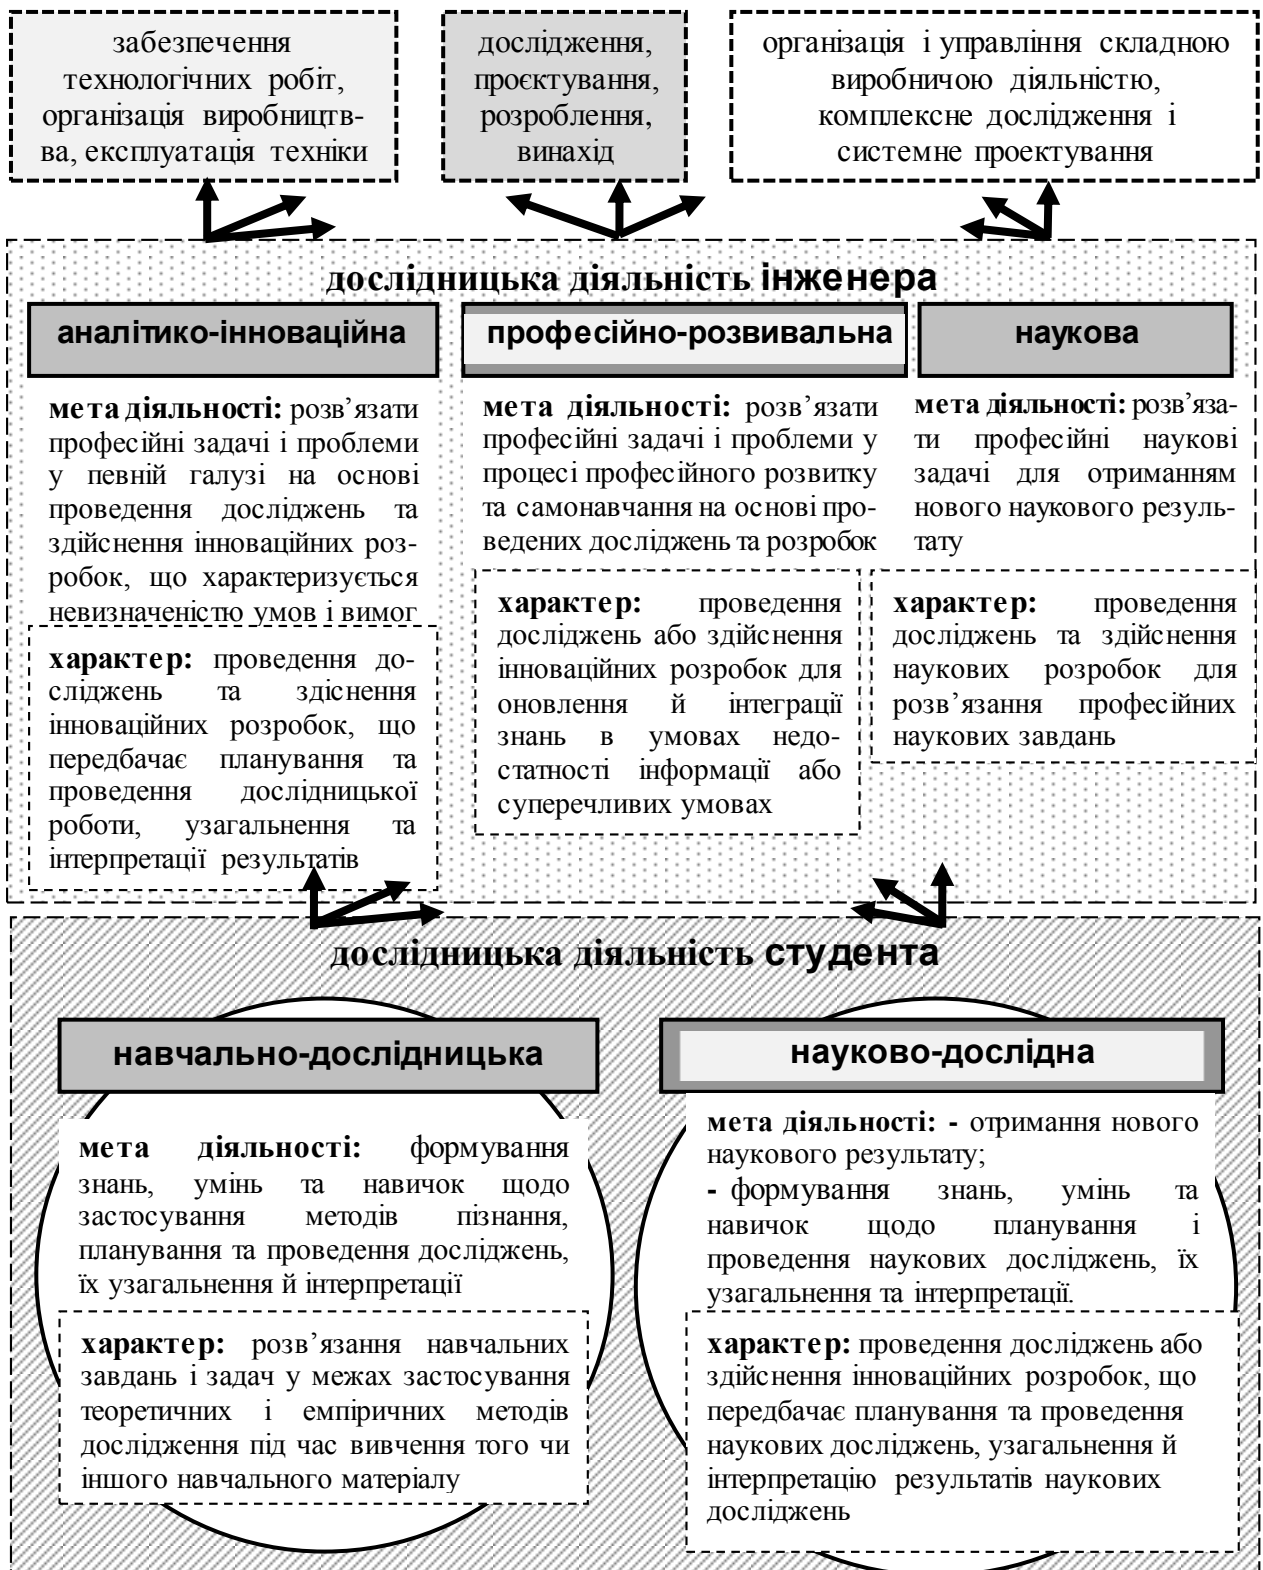 забезпечення
технологічних робіт,
організація виробництв-
ва, експлуатація техніки
дослідження,
проєктування,
розроблення,
винахід
організація і управління складною
виробничою діяльністю,
комплексне дослідження і
системне проектування
дослідницька діяльність інженера
аналітико-інноваційна
мета діяльності: розв’язати
професійні задачі і проблеми
у певній галузі на основі
проведення досліджень та
здійснення інноваційних роз-
робок, що характеризується
невизначеністю умов і вимог
характер: проведення до-
сліджень та здіснення
інноваційних розробок, що
передбачає планування та
проведення дослідницької
роботи, узагальнення та
інтерпретації результатів
професійно-розвивальна
мета діяльності: розв’язати
професійні задачі і проблеми у
процесі професійного розвитку
та самонавчання на основі про-
ведених досліджень та розробок
характер: проведення
досліджень або здійснення
інноваційних розробок для
оновлення й інтеграції
знань в умовах недо-
статності інформації або
суперечливих умовах
наукова
мета діяльності: розв’яза-
ти професійні наукові
задачі для отриманням
нового наукового резуль-
тату
характер: проведення
досліджень та здійснення
наукових розробок для
розв’язання професійних
наукових завдань
дослідницька діяльність студента
навчально-дослідницька
мета діяльності: формування
знань, умінь та навичок щодо
застосування методів пізнання,
планування та проведення досліджень,
їх узагальнення й інтерпретації
характер: розв’язання навчальних
завдань і задач у межах застосування
теоретичних і емпіричних методів
дослідження під час вивчення того чи
іншого навчального матеріалу
науково-дослідна
мета діяльності: - отримання нового
наукового результату;
- формування знань, умінь та
навичок щодо планування і
проведення наукових досліджень, їх
узагальнення та інтерпретації.
характер: проведення досліджень або
здійснення інноваційних розробок, що
передбачає планування та проведення
наукових досліджень, узагальнення й
інтерпретацію результатів наукових
досліджень